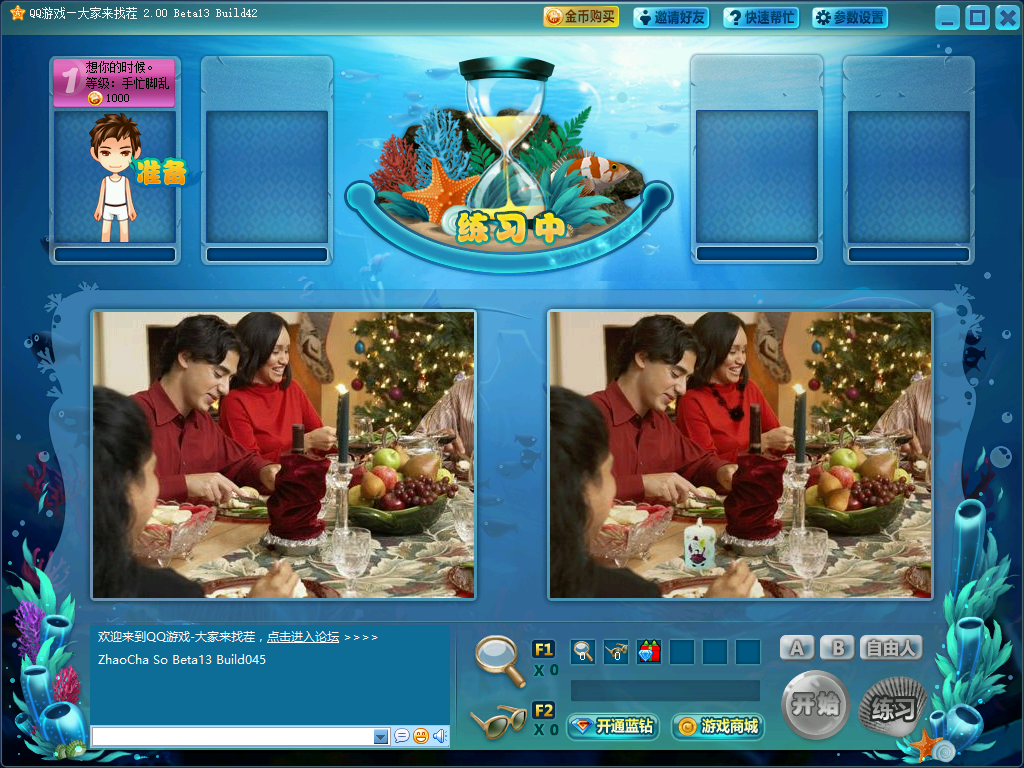 QQ游戏—大家来找茬 2.00 Beta13 Build42
金币购买
邀请好友
快速帮忙
参数设置
1
想你的时候。
等级：手忙脚乱
1000
准备
练习中
欢迎来到QQ游戏-大家来找茬，点击进入论坛 >>>>
ZhaoCha So Beta13 Build045
F1
X 0
F2
X 0
0
0
开通蓝钻
游戏商城
A
B
自由人
开始
练习